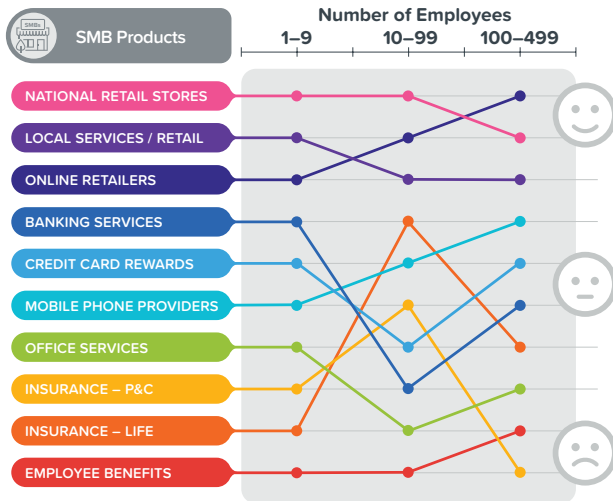 SMBs
SMB Products
Number of Employees
1–9 10–99 100–499
NATIONAL RETAIL STORES
LOCAL SERVICES / RETAIL
ONLINE RETAILERS
BANKING SERVICES
CREDIT CARD REWARDS
MOBILE PHONE PROVIDERS
OFFICE SERVICES
INSURANCE – P&C
INSURANCE – LIFE
EMPLOYEE BENEFITS